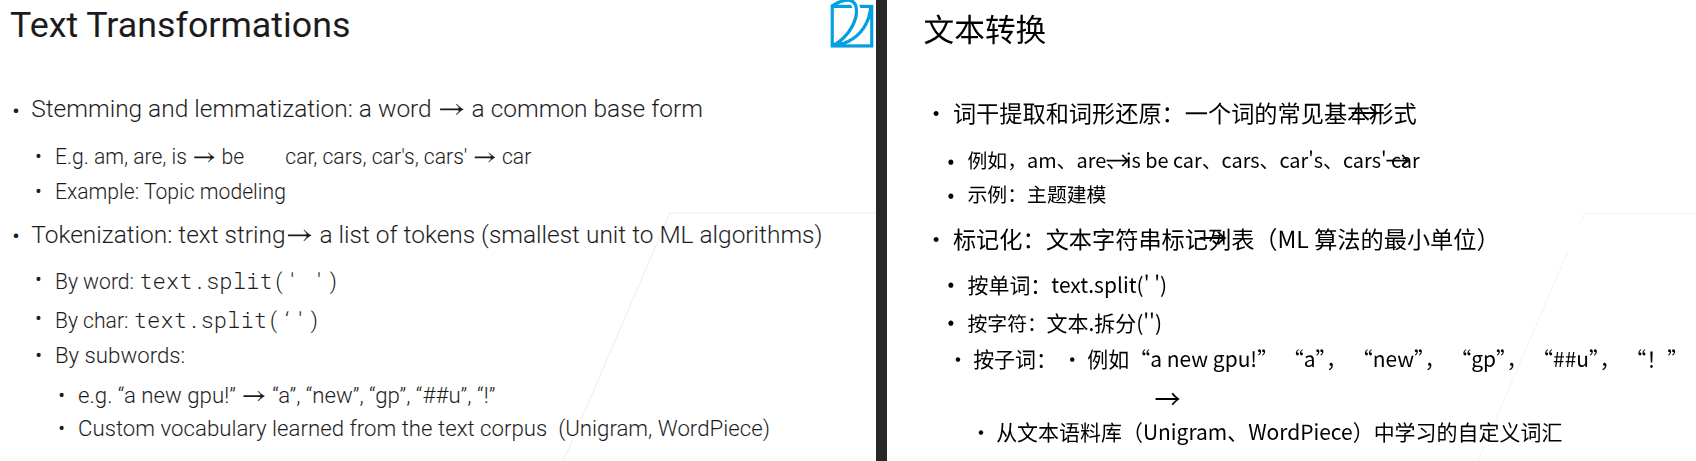 Text Transformations
• Stemming and lemmatization: a word → a common base form
• E.g. am, are, is → be car, cars, car's, cars' → car
• Example: Topic modeling
• Tokenization: text string→ a list of tokens (smallest unit to ML algorithms)
• By word: text.split(' ')
• By char: text.split(‘')
• By subwords:
• e.g. “a new gpu!” → “a”, “new”, “gp”, “##u”, “!”
• Custom vocabulary learned from the text corpus (Unigram, WordPiece)
文本转换
• 词干提取和词形还原：一个词的常见基本→形式
• 例如，am、are、→is be car、cars、car's、cars' →car
• 示例：主题建模
• 标记化：文本字符串标记→列表（ML 算法的最小单位）
• 按单词：text.split(' ')
• 按字符：文本.拆分('')
• 按子词： • 例如“a new gpu!” “a”， “new”， “gp”， “##u”， “！”
→
• 从文本语料库（Unigram、WordPiece）中学习的自定义词汇